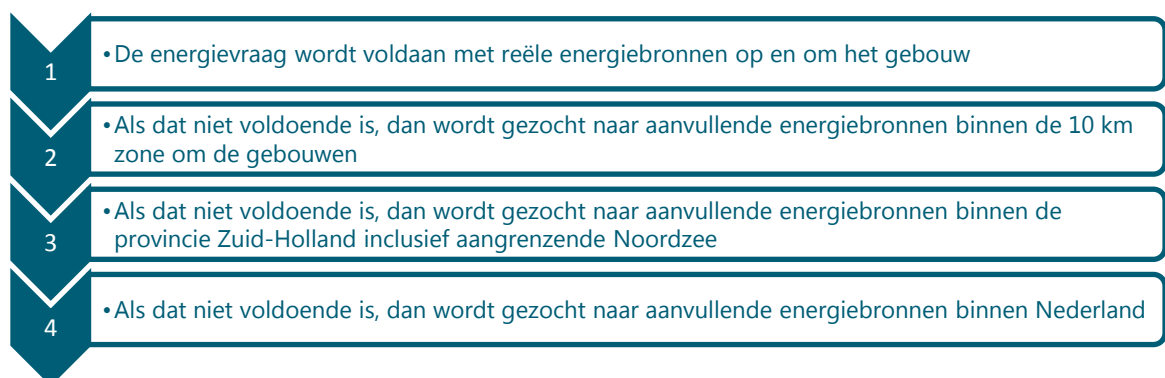 1
•De energievraag wordt voldaan met reële energiebronnen op en om het gebouw
2
•Als dat niet voldoende is, dan wordt gezocht naar aanvullende energiebronnen binnen de 10 km
zone om de gebouwen
3
•Als dat niet voldoende is, dan wordt gezocht naar aanvullende energiebronnen binnen de
provincie Zuid-Holland inclusief aangrenzende Noordzee
4
•Als dat niet voldoende is, dan wordt gezocht naar aanvullende energiebronnen binnen Nederland